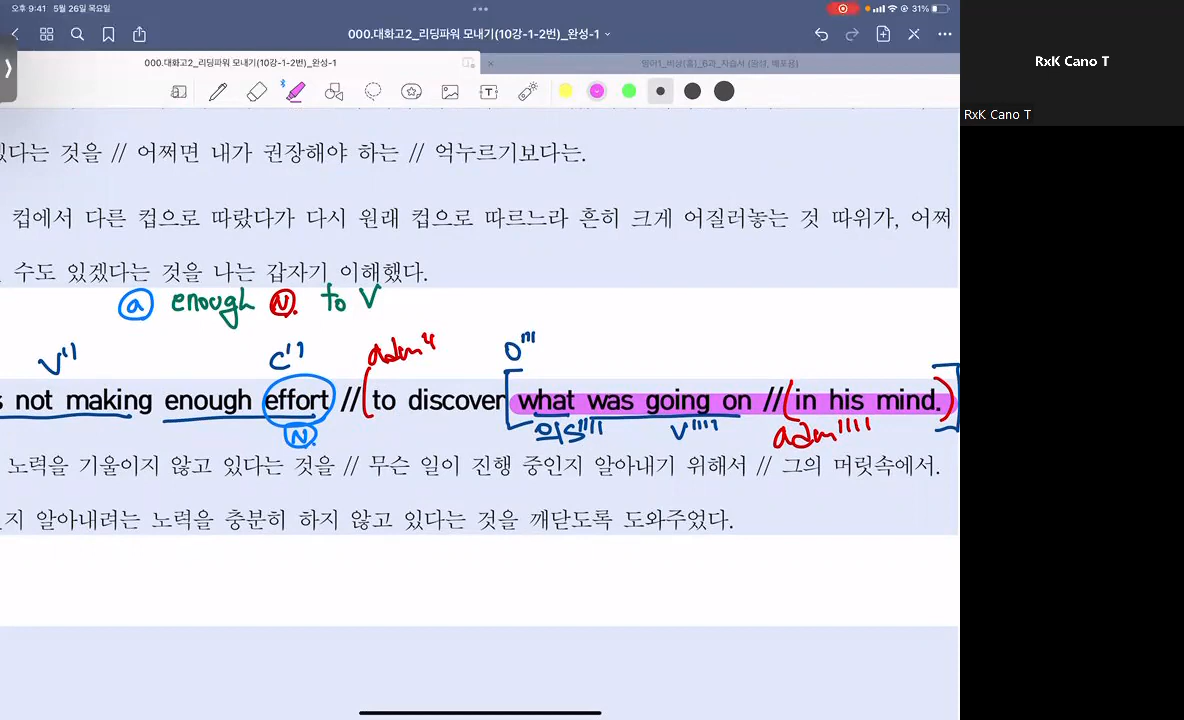 오후 9:41 5월 26일 목요일
31%
000.대화고2_리딩파워 모내기(10강-1-2번)_완성-1
RxK Cano T
000.대화고2_리딩파워 모내기(10강-1-2번)_완성-1
RxK Cano T
다는 것을 // 어쩌면 내가 권장해야 하는 // 억누르기보다는.
컵에서 다른 컵으로 따랐다가 다시 원래 컵으로 따르느라 흔히 크게 어질러놓는 것 따위가, 어쩌
수도 있겠다는 것을 나는 갑자기 이해했다.
a enough N. to V
V'' C'' adm'' O'''
s not making enough effort // (to discover [what was going on // (in his mind.)]
N. 의S'''' V'''' adm''''
노력을 기울이지 않고 있다는 것을 // 무슨 일이 진행 중인지 알아내기 위해서 // 그의 머릿속에서.
지 알아내려는 노력을 충분히 하지 않고 있다는 것을 깨닫도록 도와주었다.